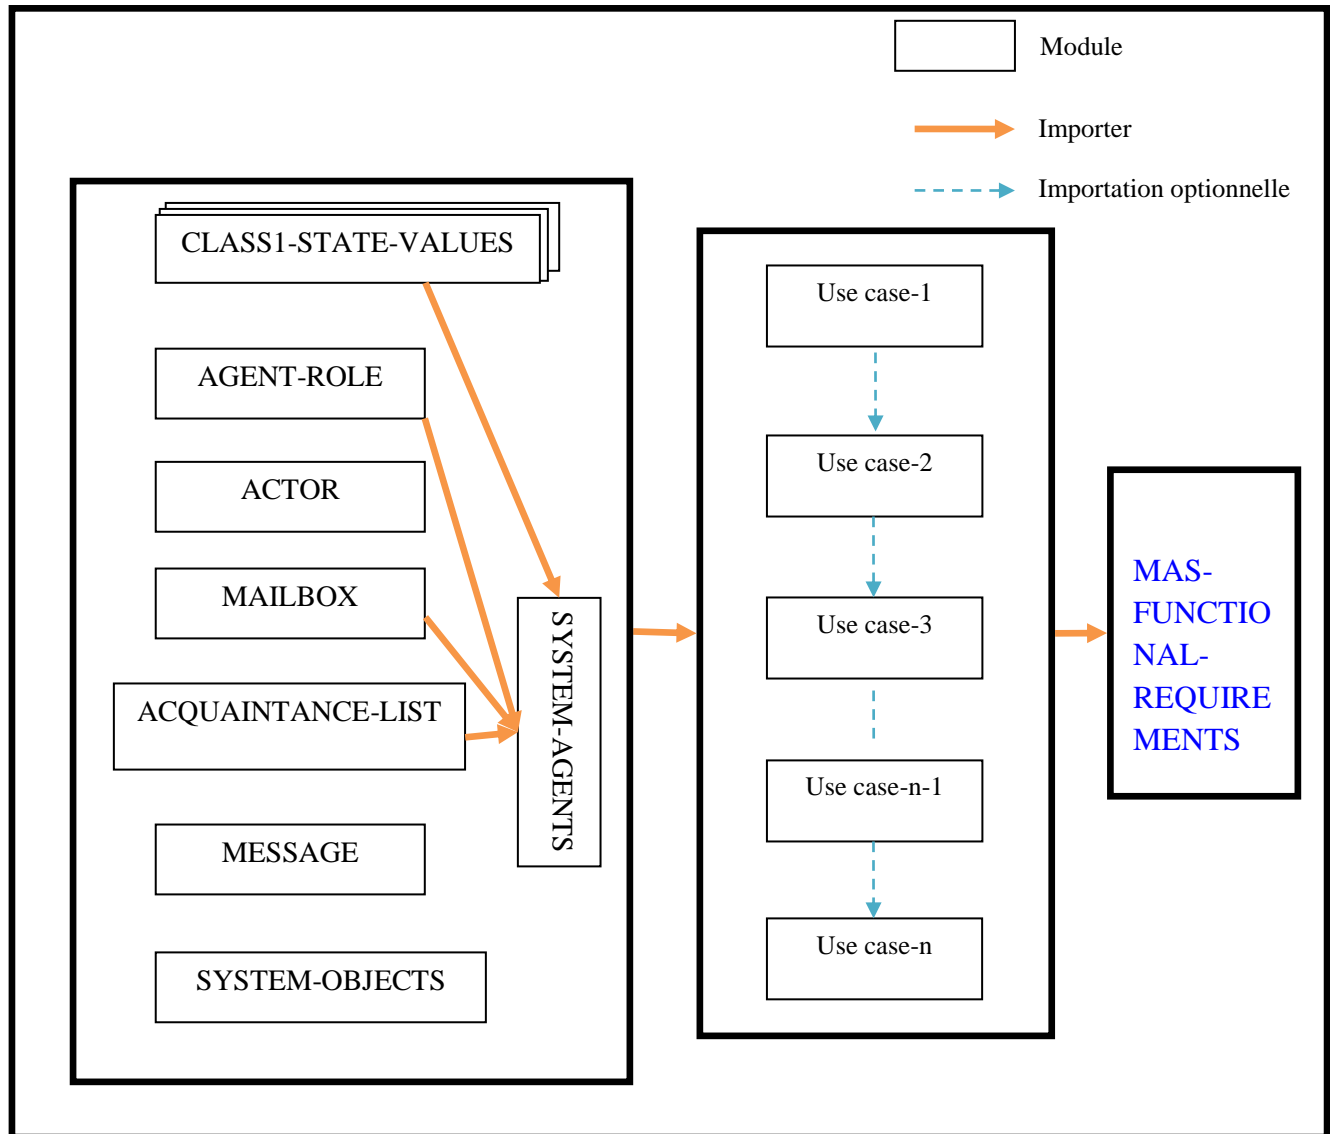 Module
Importer
Importation optionnelle
CLASS1-STATE-VALUES
AGENT-ROLE
ACTOR
MAILBOX
ACQUAINTANCE-LIST
MESSAGE
SYSTEM-OBJECTS
SYSTEM-AGENTS
Use case-1
Use case-2
Use case-3
Use case-n-1
Use case-n
MAS-
FUNCTIO
NAL-
REQUIRE
MENTS